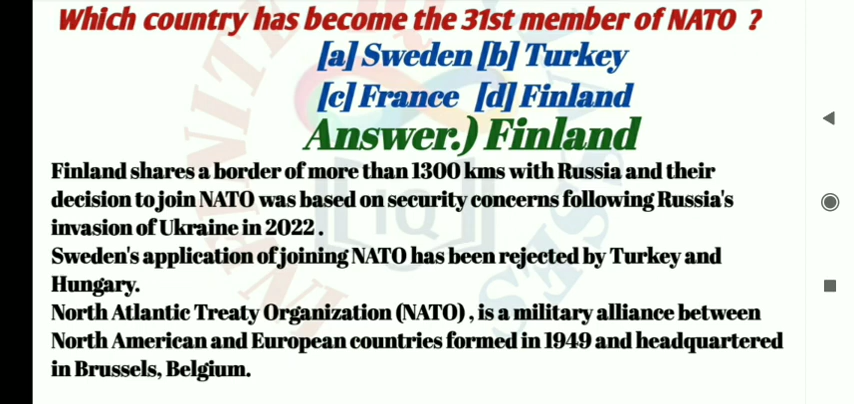 Which country has become the 31st member of NATO ?
[a] Sweden [b] Turkey
[c] France [d] Finland
Answer.) Finland
Finland shares a border of more than 1300 kms with Russia and their
decision to join NATO was based on security concerns following Russia's
invasion of Ukraine in 2022 .
Sweden's application of joining NATO has been rejected by Turkey and
Hungary.
North Atlantic Treaty Organization (NATO) , is a military alliance between
North American and European countries formed in 1949 and headquartered
in Brussels, Belgium.
IQ